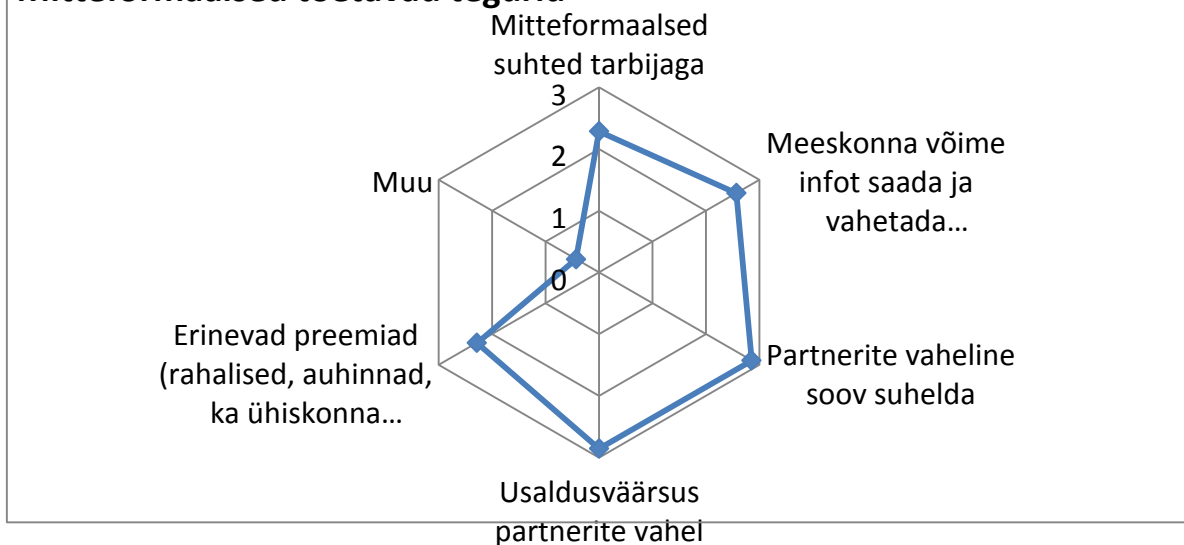 Mitteformaalsed
suhted tarbijaga
3
2
1
0
Meeskonna võime
infot saada ja
vahetada…
Partnerite vaheline
soov suhelda
Usaldusväärsus
partnerite vahel
Erinevad preemiad
(rahalised, auhinnad,
ka ühiskonna…
Muu